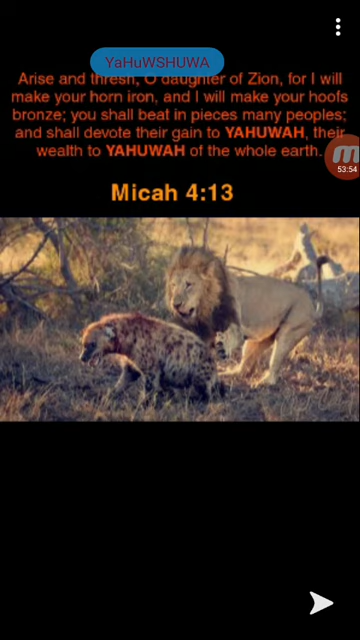 YaHuWSHUWA
Arise and thresh, O daughter of Zion, for I will
make your horn iron, and I will make your hoofs
bronze; you shall beat in pieces many peoples;
and shall devote their gain to YAHUWAH, their
wealth to YAHUWAH of the whole earth.
53:54
Micah 4:13